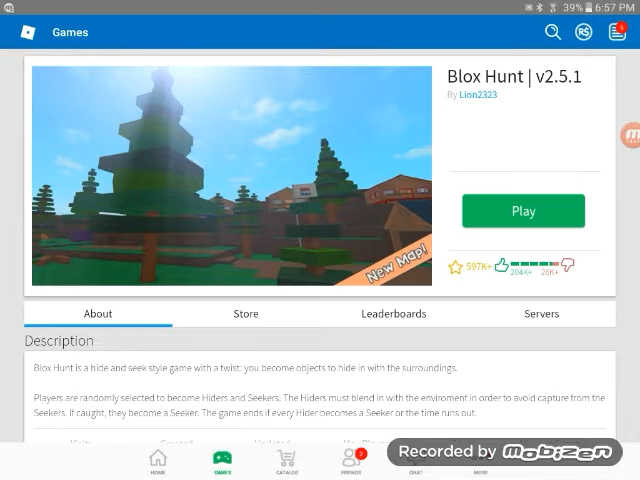 39% 6:57 PM
Games
R$
5
Blox Hunt | v2.5.1
By Lion2323
Play
New Map!
597K+
204K+
26K+
About
Store
Leaderboards
Servers
Description
Blox Hunt is a hide and seek style game with a twist: you become objects to hide in with the surroundings.
Players are randomly selected to become Hiders and Seekers. The Hiders must blend in with the enviroment in order to avoid capture from the
Seekers. If caught, they become a Seeker. The game ends if every Hider becomes a Seeker or the time runs out.
HOME
GAMES
CATALOG
FRIENDS
CHAT
MORE
Recorded by Mobizen